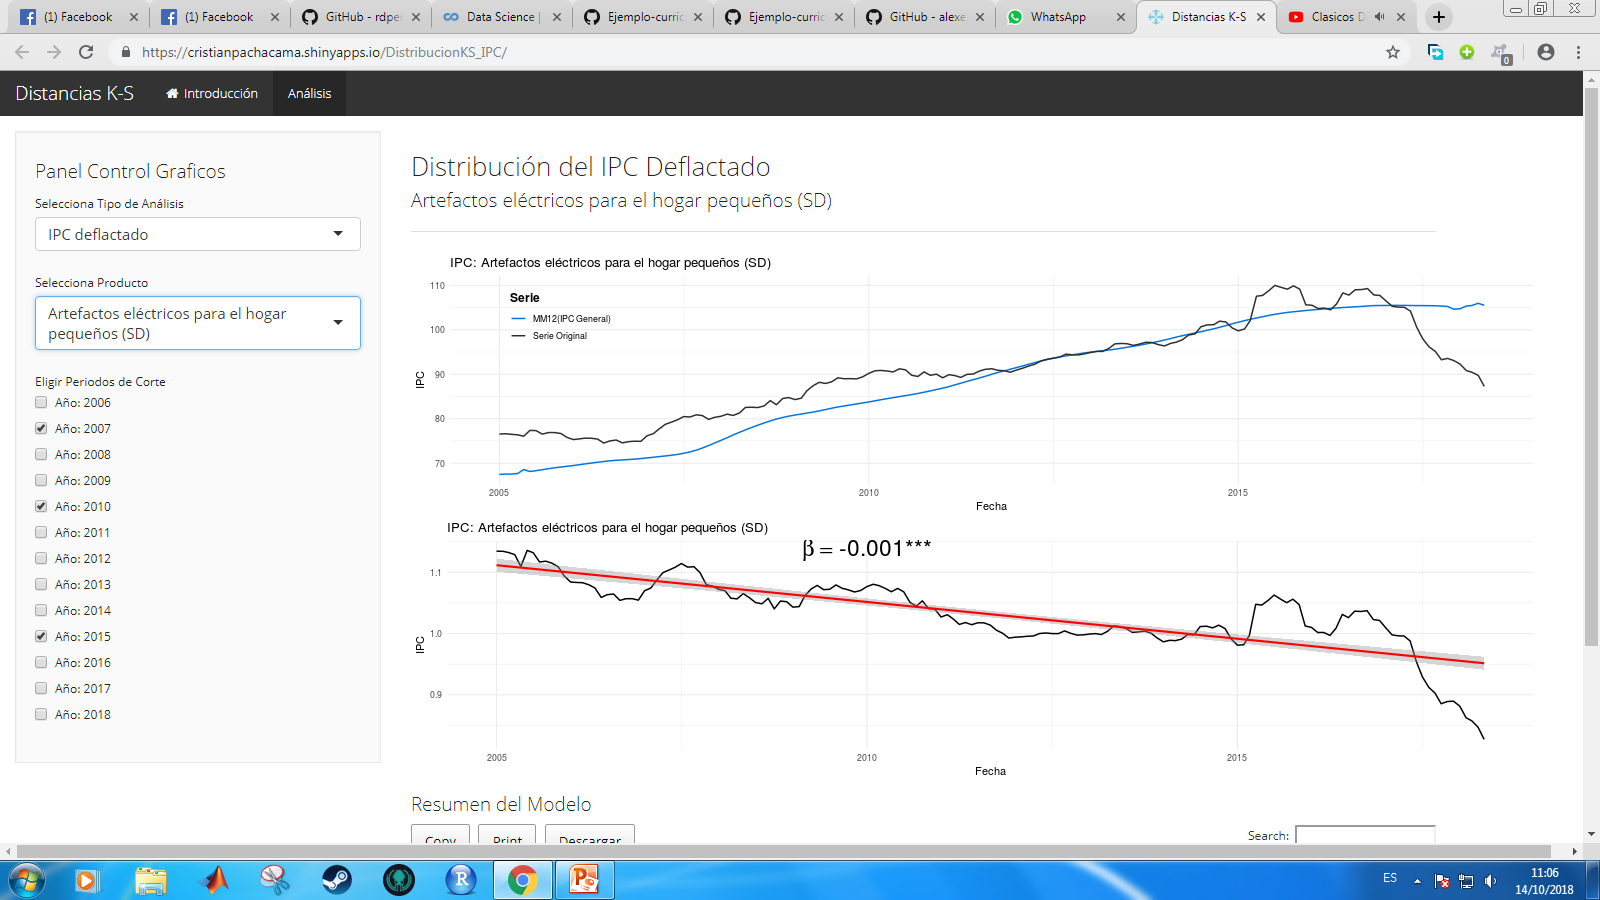 (1) Facebook
(1) Facebook
GitHub - rdpe
Data Science |
Ejemplo-curric
Ejemplo-curric
GitHub - alexe
WhatsApp
Distancias K-S
Clasicos D
https://cristianpachacama.shinyapps.io/DistribucionKS_IPC/
0
Distancias K-S
Introducción
Análisis
Panel Control Graficos
Selecciona Tipo de Análisis
IPC deflactado
Selecciona Producto
Artefactos eléctricos para el hogar
pequeños (SD)
Eligir Periodos de Corte
Año: 2006
Año: 2007
Año: 2008
Año: 2009
Año: 2010
Año: 2011
Año: 2012
Año: 2013
Año: 2014
Año: 2015
Año: 2016
Año: 2017
Año: 2018
Distribución del IPC Deflactado
Artefactos eléctricos para el hogar pequeños (SD)
IPC: Artefactos eléctricos para el hogar pequeños (SD)
Serie
MM12(IPC General)
Serie Original
110
100
90
80
70
IPC
2005
2010
2015
Fecha
IPC: Artefactos eléctricos para el hogar pequeños (SD)
β = -0.001***
1.1
1.0
0.9
IPC
2005
2010
2015
Fecha
Resumen del Modelo
Copy
Print
Descargar
Search:
ES
11:06
14/10/2018